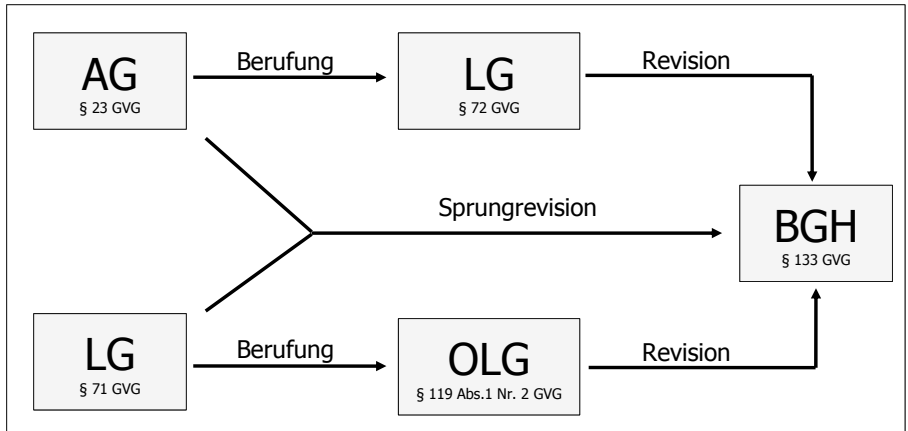 AG
§ 23 GVG
Berufung
LG
§ 72 GVG
Revision
Sprungrevision
BGH
§ 133 GVG
LG
§ 71 GVG
Berufung
OLG
§ 119 Abs.1 Nr. 2 GVG
Revision